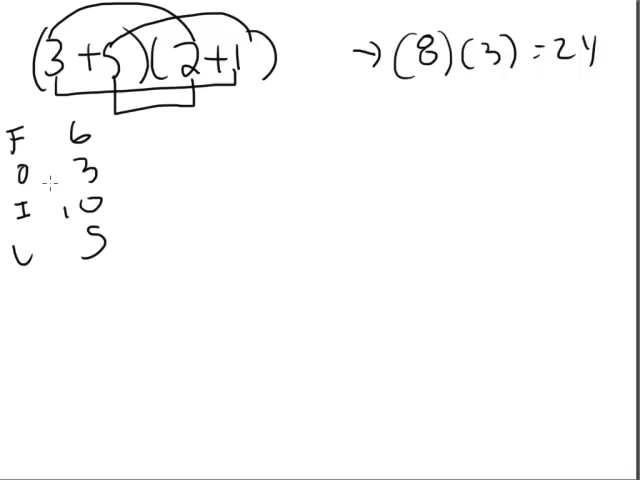 (3+5)(2+1) → (8)(3) = 24
F 6
O 3
I 10
L 5